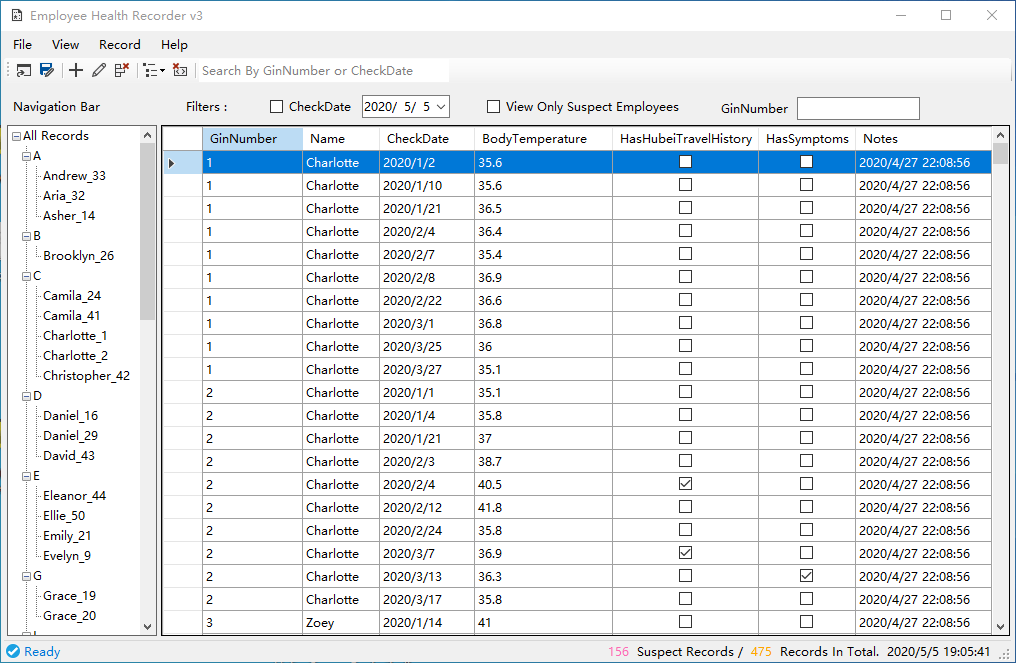 Employee Health Recorder v3
File View Record Help
Search By GinNumber or CheckDate
Navigation Bar Filters : CheckDate 2020/ 5/ 5 View Only Suspect Employees GinNumber
All Records
A
Andrew_33
Aria_32
Asher_14
B
Brooklyn_26
C
Camila_24
Camila_41
Charlotte_1
Charlotte_2
Christopher_42
D
Daniel_16
Daniel_29
David_43
E
Eleanor_44
Ellie_50
Emily_21
Evelyn_9
G
Grace_19
Grace_20
GinNumber Name CheckDate BodyTemperature HasHubeiTravelHistory HasSymptoms Notes
1 Charlotte 2020/1/2 35.6 2020/4/27 22:08:56
1 Charlotte 2020/1/10 35.6 2020/4/27 22:08:56
1 Charlotte 2020/1/21 36.5 2020/4/27 22:08:56
1 Charlotte 2020/2/4 36.4 2020/4/27 22:08:56
1 Charlotte 2020/2/7 35.4 2020/4/27 22:08:56
1 Charlotte 2020/2/8 36.9 2020/4/27 22:08:56
1 Charlotte 2020/2/22 36.6 2020/4/27 22:08:56
1 Charlotte 2020/3/1 36.8 2020/4/27 22:08:56
1 Charlotte 2020/3/25 36 2020/4/27 22:08:56
1 Charlotte 2020/3/27 35.1 2020/4/27 22:08:56
2 Charlotte 2020/1/1 35.1 2020/4/27 22:08:56
2 Charlotte 2020/1/4 35.8 2020/4/27 22:08:56
2 Charlotte 2020/1/21 37 2020/4/27 22:08:56
2 Charlotte 2020/2/3 38.7 2020/4/27 22:08:56
2 Charlotte 2020/2/4 40.5 2020/4/27 22:08:56
2 Charlotte 2020/2/12 41.8 2020/4/27 22:08:56
2 Charlotte 2020/2/24 35.8 2020/4/27 22:08:56
2 Charlotte 2020/3/7 36.9 2020/4/27 22:08:56
2 Charlotte 2020/3/13 36.3 2020/4/27 22:08:56
2 Charlotte 2020/3/17 35.8 2020/4/27 22:08:56
3 Zoey 2020/1/14 41 2020/4/27 22:08:56
Ready 156 Suspect Records / 475 Records In Total. 2020/5/5 19:05:41